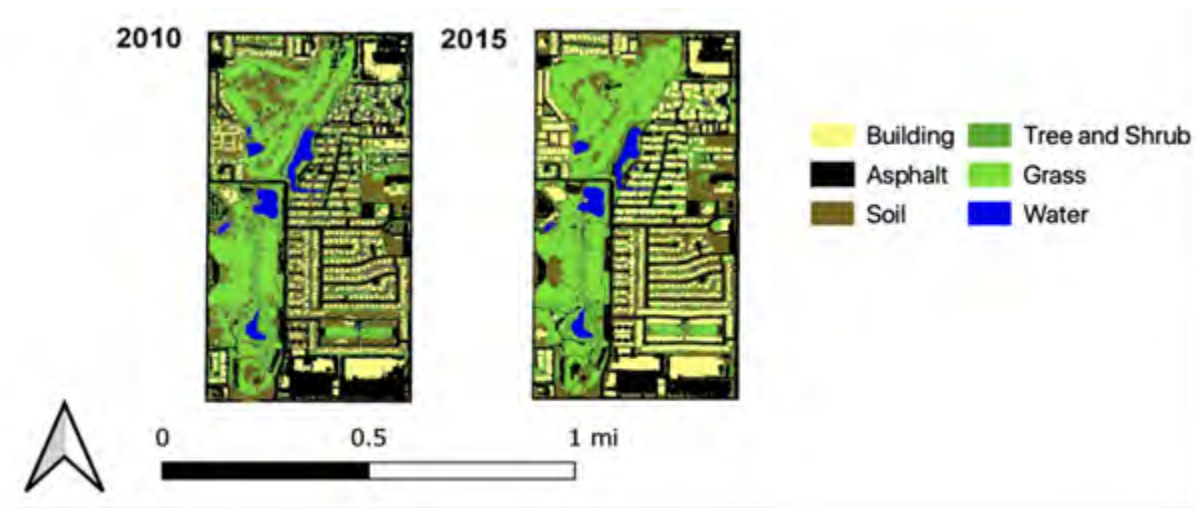 2010
2015
Building
Tree and Shrub
Asphalt
Grass
Soil
Water
0
0.5
1 mi